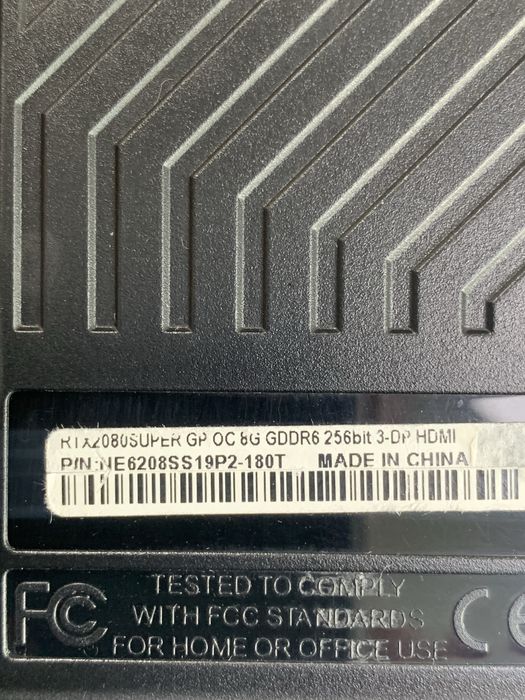 RTX2080SUPER GP OC 8G GDDR6 256bit 3-DP HDMI
P/N:NE6208SS19P2-180T MADE IN CHINA
FC
TESTED TO COMPLY
WITH FCC STANDARDS
FOR HOME OR OFFICE USE
CE